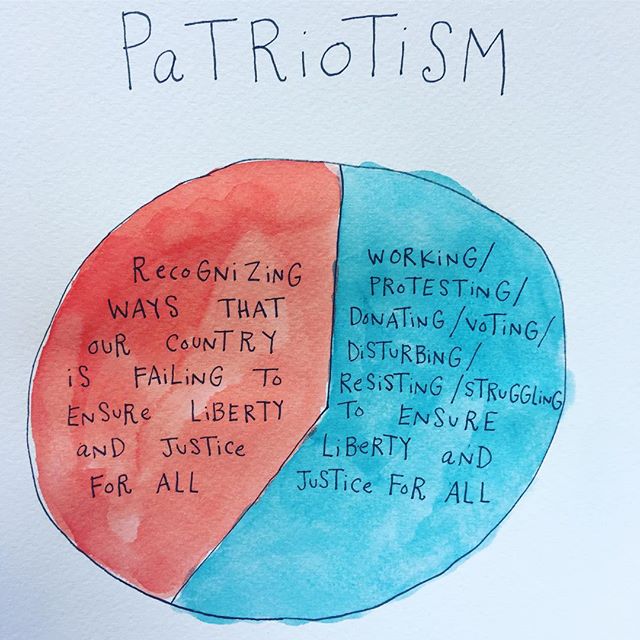 PaTRiOTiSM
RecoGNiZiNG
WAYS THAT
OUR COUNTRY
iS FAiLiNG To
ENSURe LiBERTY
aND JUSTice
FoR ALL
WORKiNG/
PRoTESTiNG/
DoNATiNG/VoTiNG/
DiSTURBiNG/
ReSiSTiNG/STRUGGLiNG
To ENSURE
LiBeRTY aND
JUSTice FoR ALL